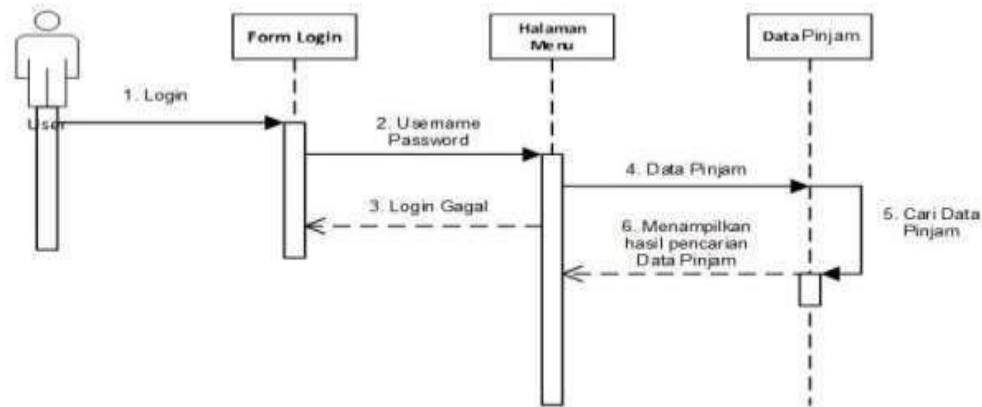 Form Login
Halaman
Menu
Data Pinjam
User
1. Login
2. Username
Password
3. Login Gagal
4. Data Pinjam
5. Cari Data
Pinjam
6. Menampilkan
hasil pencarian
Data Pinjam